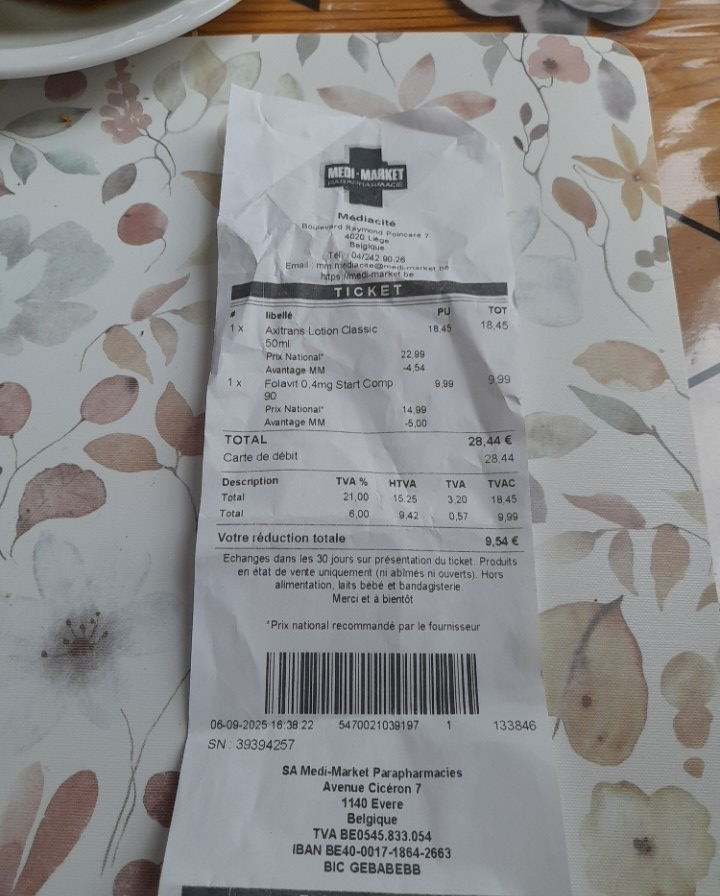 MEDI-MARKET
PARAPHARMACIE
Médiacité
Boulevard Raymond Poincaré 7
4020 Liège
Belgique
Tél : 04/242 90 26
Email : mm.mediacite@medi-market.be
https://medi-market.be
TICKET
# libellé PU TOT
1 x Axitrans Lotion Classic 18.45 18,45
50ml
Prix National* 22,99
Avantage MM -4,54
1 x Folavit 0,4mg Start Comp 9.99 9,99
90
Prix National* 14,99
Avantage MM -5,00
TOTAL 28,44 €
Carte de débit 28,44
Description TVA % HTVA TVA TVAC
Total 21,00 15,25 3,20 18,45
Total 6,00 9,42 0,57 9,99
Votre réduction totale 9,54 €
Echanges dans les 30 jours sur présentation du ticket. Produits
en état de vente uniquement (ni abîmés ni ouverts). Hors
alimentation, laits bébé et bandagisterie.
Merci et à bientôt
*Prix national recommandé par le fournisseur
06-09-2025 16:38:22 5470021039197 1 133846
SN : 39394257
SA Medi-Market Parapharmacies
Avenue Cicéron 7
1140 Evere
Belgique
TVA BE0545.833.054
IBAN BE40-0017-1864-2663
BIC GEBABEBB